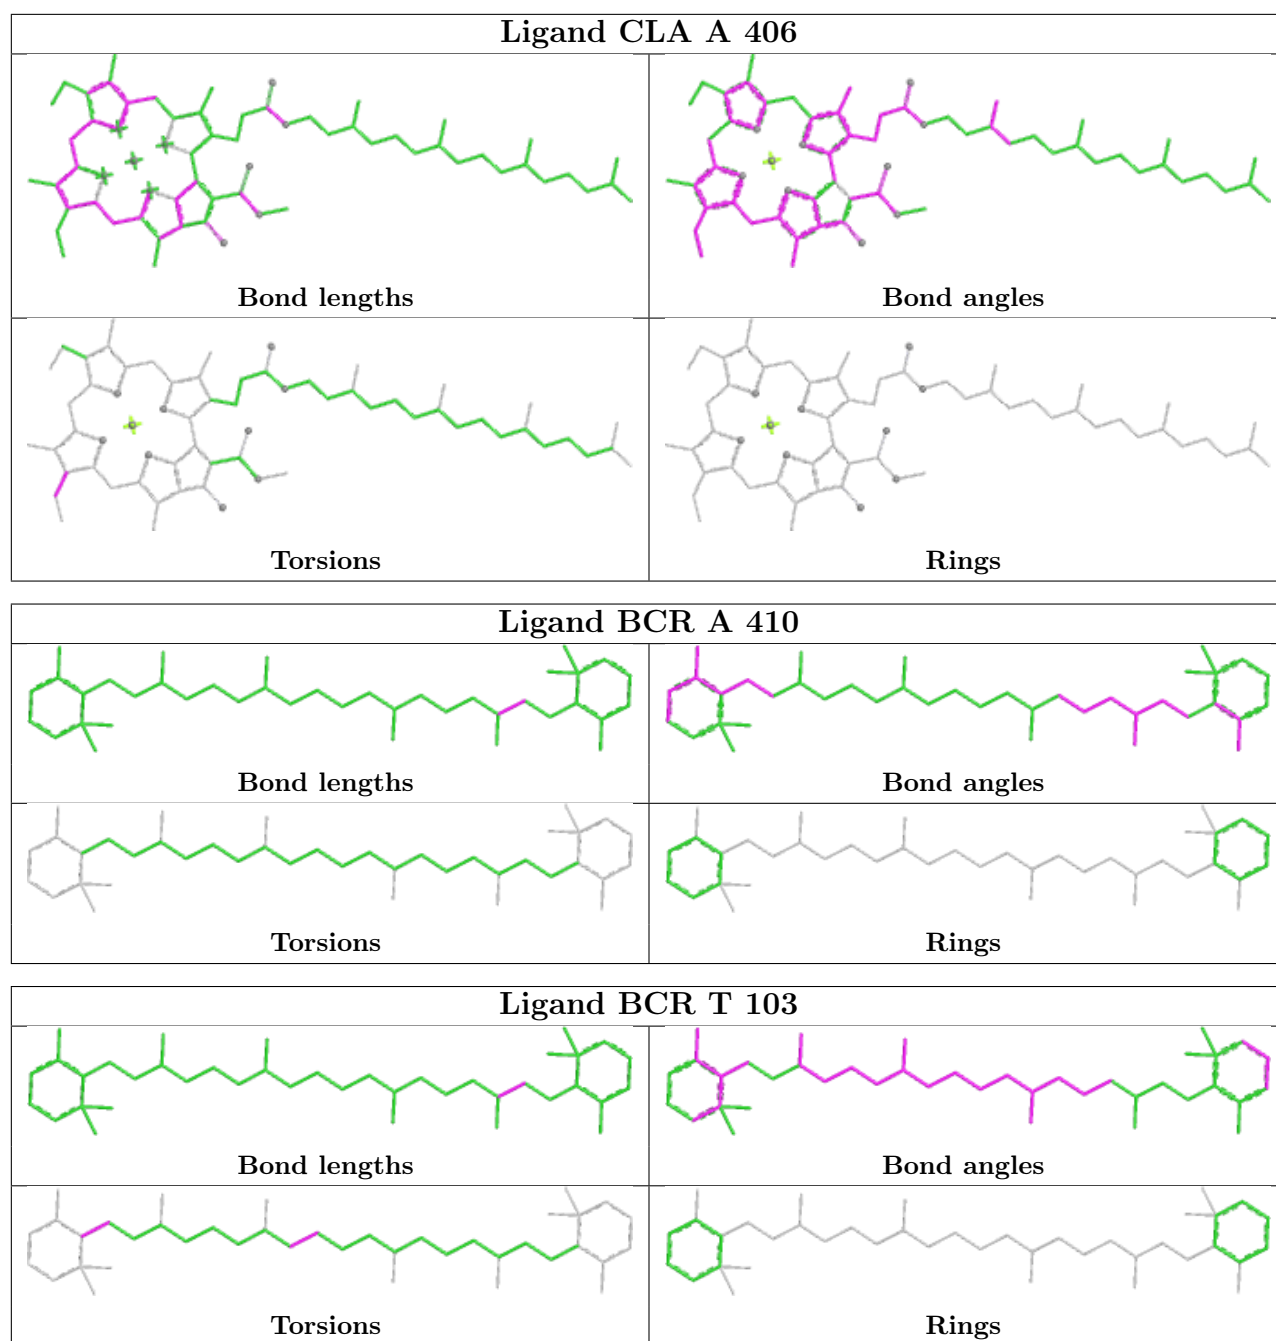 Ligand CLA A 406
Bond lengths
Bond angles
Torsions
Rings
Ligand BCR A 410
Bond lengths
Bond angles
Torsions
Rings
Ligand BCR T 103
Bond lengths
Bond angles
Torsions
Rings